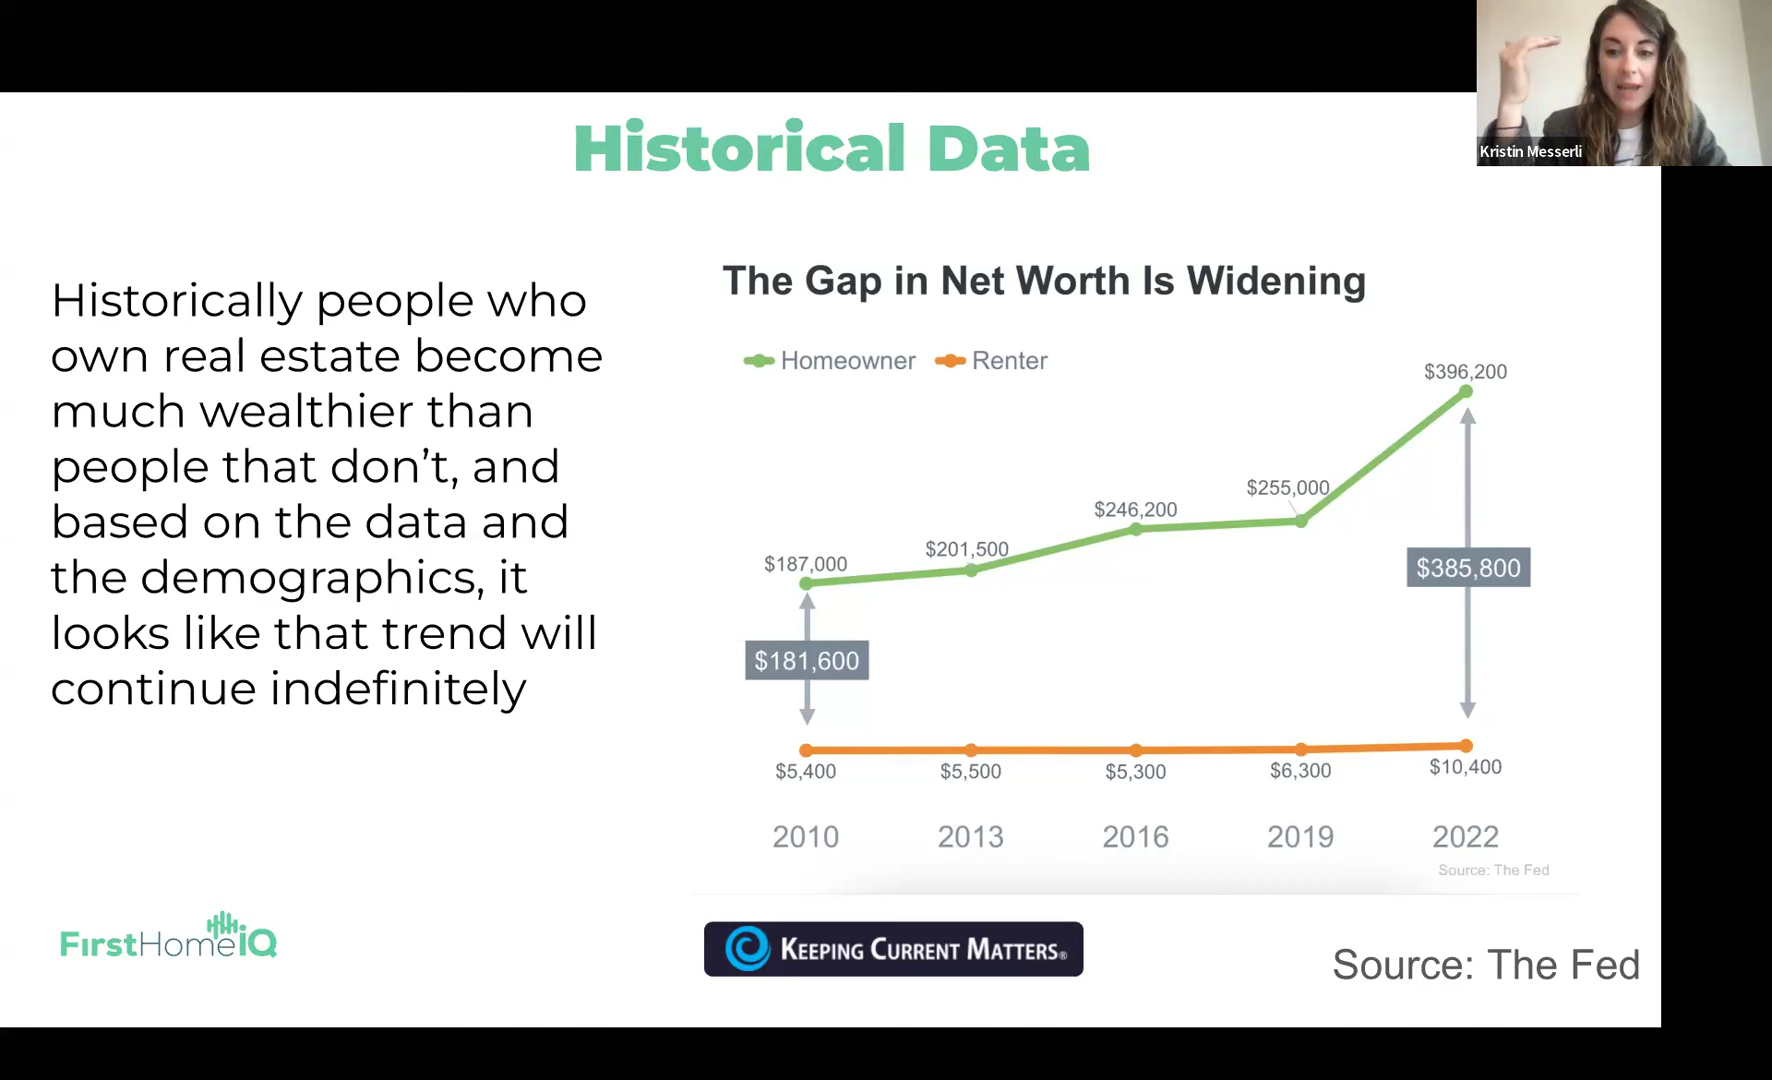 Kristin Messerli
Historical Data
Historically people who
own real estate become
much wealthier than
people that don't, and
based on the data and
the demographics, it
looks like that trend will
continue indefinitely
The Gap in Net Worth Is Widening
Homeowner Renter
$396,200
$255,000
$246,200
$201,500
$187,000
$385,800
$181,600
$5,400 $5,500 $5,300 $6,300 $10,400
2010 2013 2016 2019 2022
Source: The Fed
FirstHomeiQ
KEEPING CURRENT MATTERS®
Source: The Fed